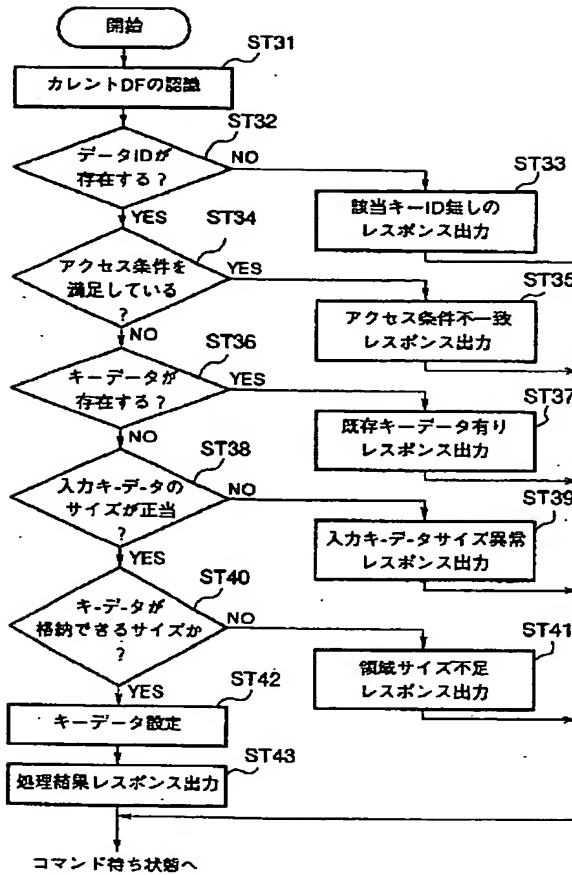 開始
ST31
カレントDFの認識
ST32
データIDが
存在する？
NO
YES
ST33
該当キーID無しの
レスポンス出力
ST34
アクセス条件を
満足している
？
YES
NO
ST35
アクセス条件不一致
レスポンス出力
ST36
キーデータが
存在する？
YES
NO
ST37
既存キーデータ有り
レスポンス出力
ST38
入力キーデータの
サイズが正当
？
NO
YES
ST39
入力キーデータサイズ異常
レスポンス出力
ST40
キーデータが
格納できるサイズか
？
NO
YES
ST41
領域サイズ不足
レスポンス出力
ST42
キーデータ設定
ST43
処理結果レスポンス出力
コマンド待ち状態へ